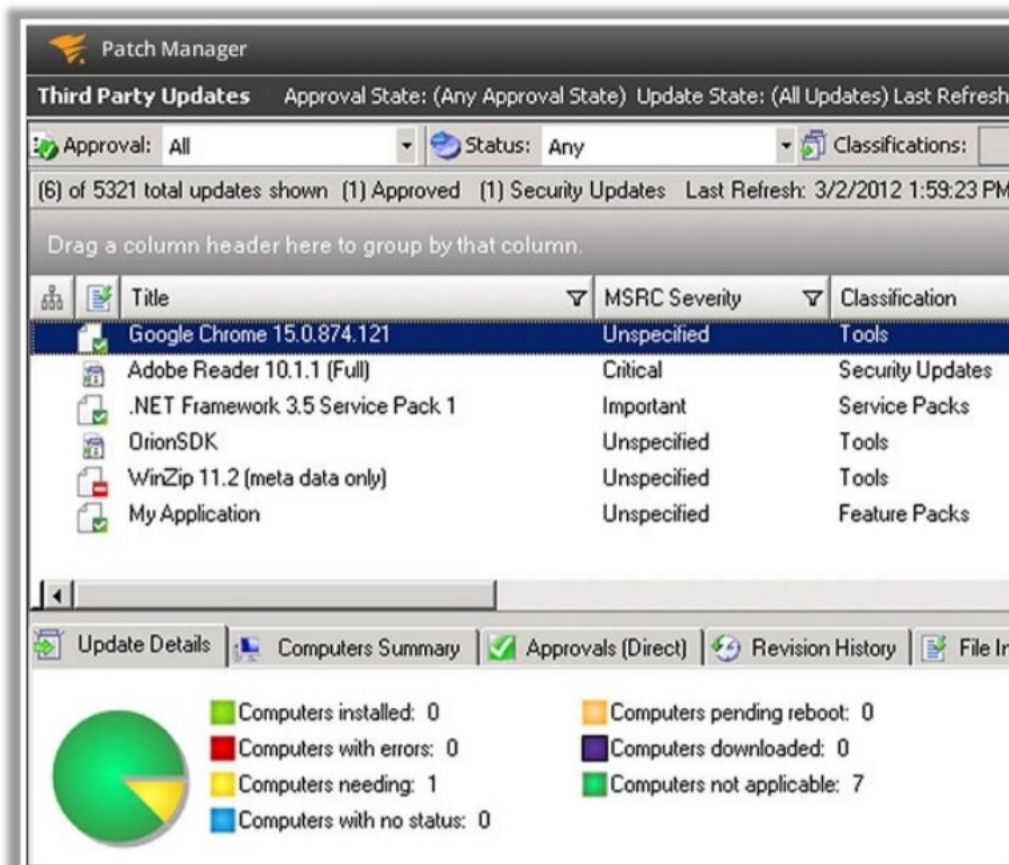 Patch Manager
Third Party Updates Approval State: (Any Approval State) Update State: (All Updates) Last Refresh
Approval: All Status: Any Classifications:
(6) of 5321 total updates shown (1) Approved (1) Security Updates Last Refresh: 3/2/2012 1:59:23 PM
Drag a column header here to group by that column.
Title MSRC Severity Classification
Google Chrome 15.0.874.121 Unspecified Tools
Adobe Reader 10.1.1 (Full) Critical Security Updates
.NET Framework 3.5 Service Pack 1 Important Service Packs
OrionSDK Unspecified Tools
WinZip 11.2 (meta data only) Unspecified Tools
My Application Unspecified Feature Packs
Update Details Computers Summary Approvals (Direct) Revision History File In
Computers installed: 0 Computers pending reboot: 0
Computers with errors: 0 Computers downloaded: 0
Computers needing: 1 Computers not applicable: 7
Computers with no status: 0